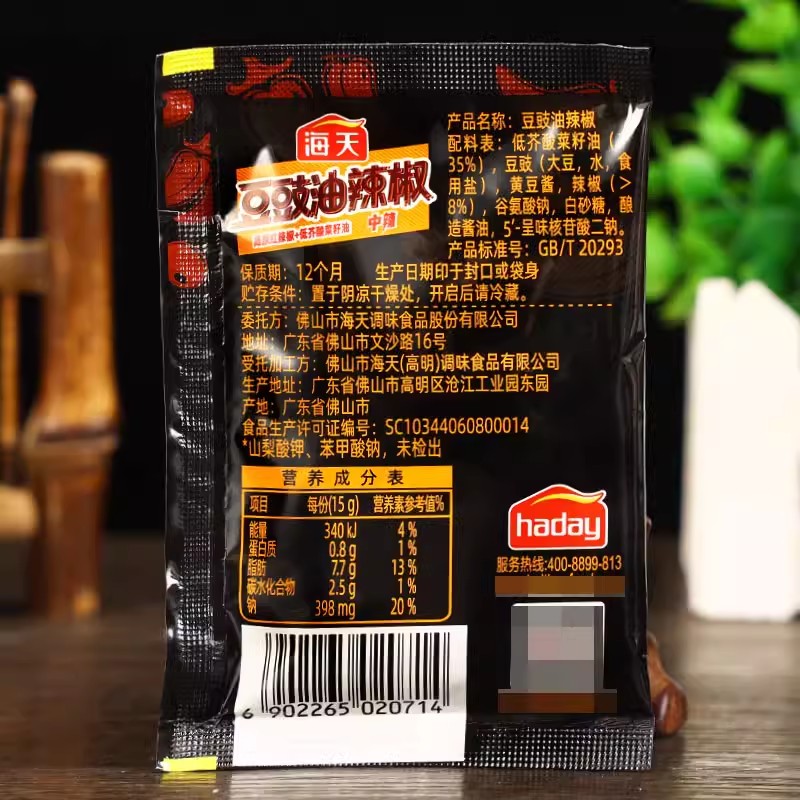 海天
豆豉油辣椒
中辣
产品名称：豆豉油辣椒
配料表：低芥酸菜籽油（
35%），豆豉（大豆，水，食
用盐），黄豆酱，辣椒（＞
8%），谷氨酸钠，白砂糖，酿
造酱油，5′-呈味核苷酸二钠。
产品标准号：GB/T 20293
保质期：12个月 生产日期印于封口或袋身
贮存条件：置于阴凉干燥处，开启后请冷藏。
委托方：佛山市海天调味食品股份有限公司
地址：广东省佛山市文沙路16号
受托加工方：佛山市海天(高明)调味食品有限公司
生产地址：广东省佛山市高明区沧江工业园东园
产地：广东省佛山市
食品生产许可证编号：SC10344060800014
*山梨酸钾、苯甲酸钠，未检出
营养成分表
项目 每份(15 g) 营养素参考值%
能量 340 kJ 4 %
蛋白质 0.8 g 1 %
脂肪 7.7 g 13 %
碳水化合物 2.5 g 1 %
钠 398 mg 20 %
haday
服务热线:400-8899-813
6 902265 020714